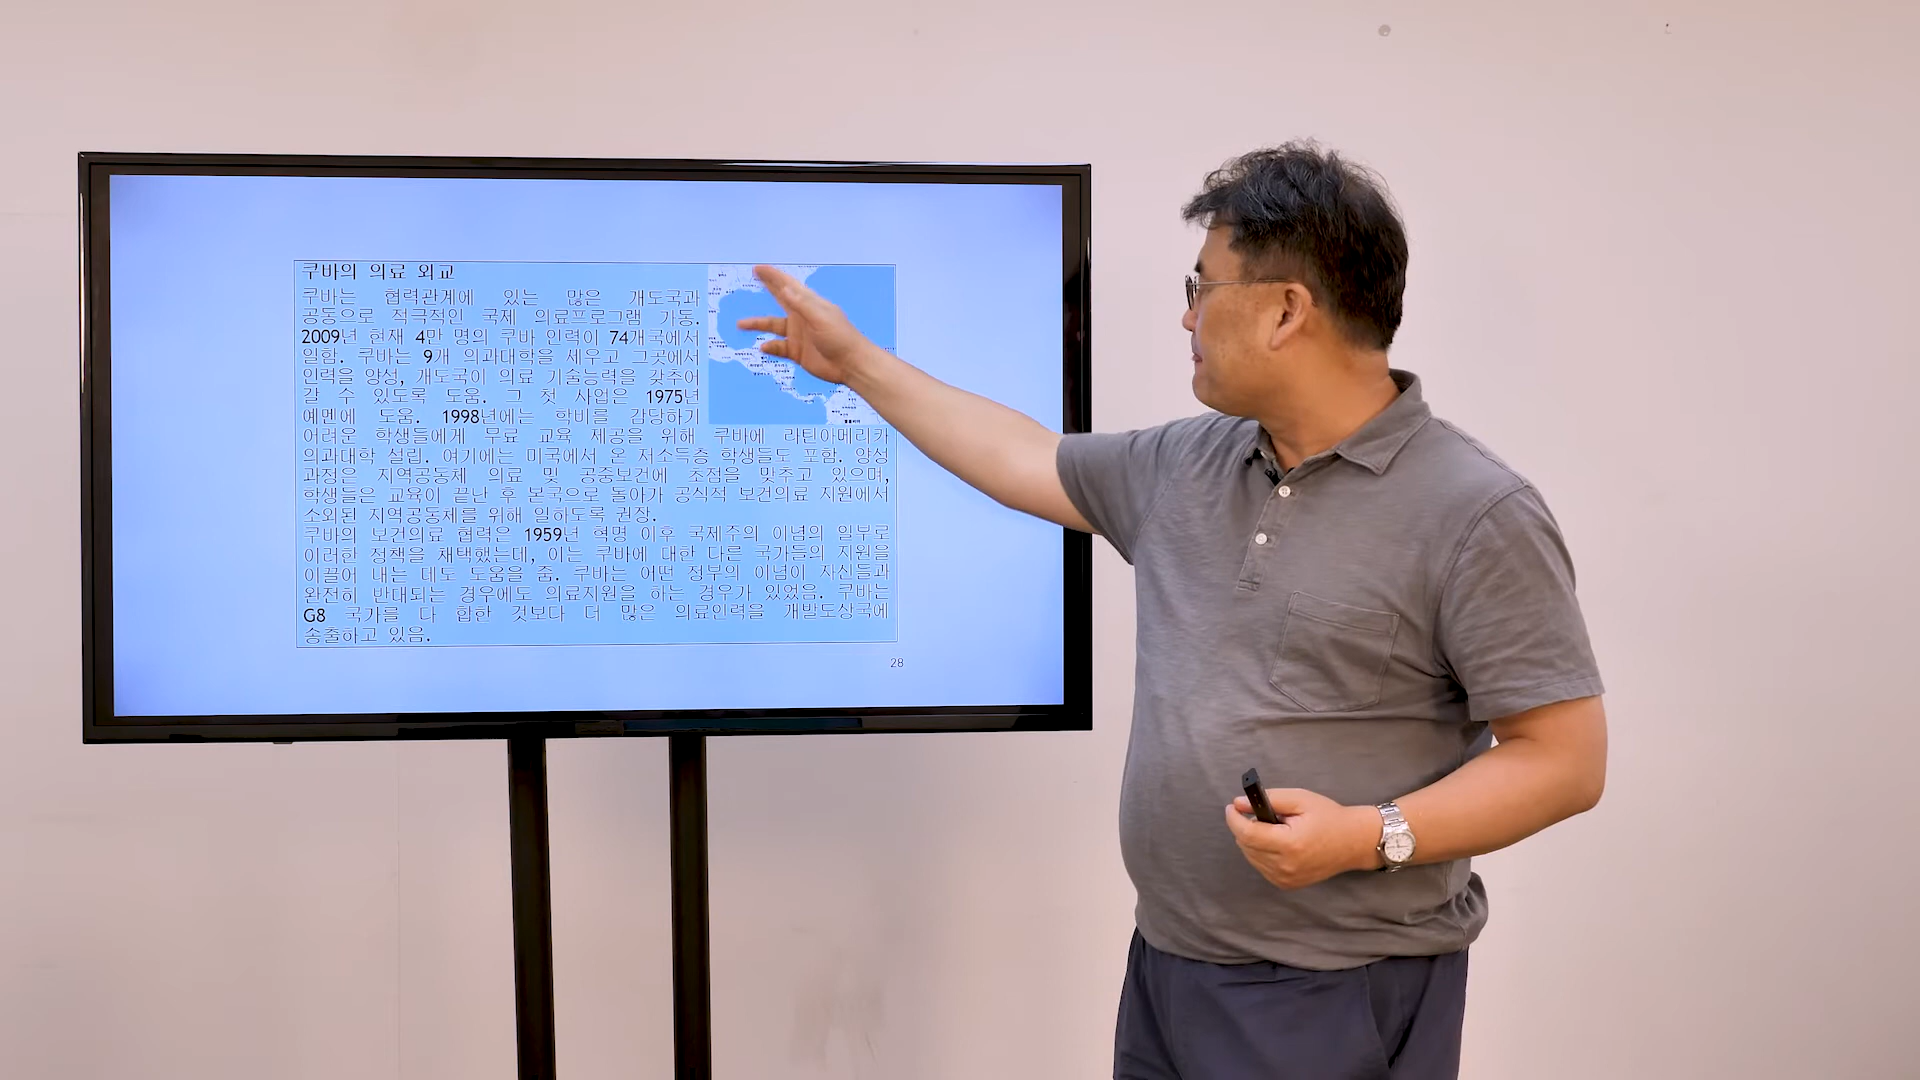 쿠바의 의료 외교
쿠바는 협력관계에 있는 많은 개도국과
공동으로 적극적인 국제 의료프로그램 가동.
2009년 현재 4만 명의 쿠바 인력이 74개국에서
일함. 쿠바는 9개 의과대학을 세우고 그곳에서
인력을 양성, 개도국이 의료 기술능력을 갖추어
갈 수 있도록 도움. 그 첫 사업은 1975년
예멘에 도움. 1998년에는 학비를 감당하기
어려운 학생들에게 무료 교육 제공을 위해 쿠바에 라틴아메리카
의과대학 설립. 여기에는 미국에서 온 저소득층 학생들도 포함. 양성
과정은 지역공동체 의료 및 공중보건에 초점을 맞추고 있으며,
학생들은 교육이 끝난 후 본국으로 돌아가 공식적 보건의료 지원에서
소외된 지역공동체를 위해 일하도록 권장.
쿠바의 보건의료 협력은 1959년 혁명 이후 국제주의 이념의 일부로
이러한 정책을 채택했는데, 이는 쿠바에 대한 다른 국가들의 지원을
이끌어 내는 데도 도움을 줌. 쿠바는 어떤 정부의 이념이 자신들과
완전히 반대되는 경우에도 의료지원을 하는 경우가 있었음. 쿠바는
G8 국가를 다 합한 것보다 더 많은 의료인력을 개발도상국에
송출하고 있음.
28